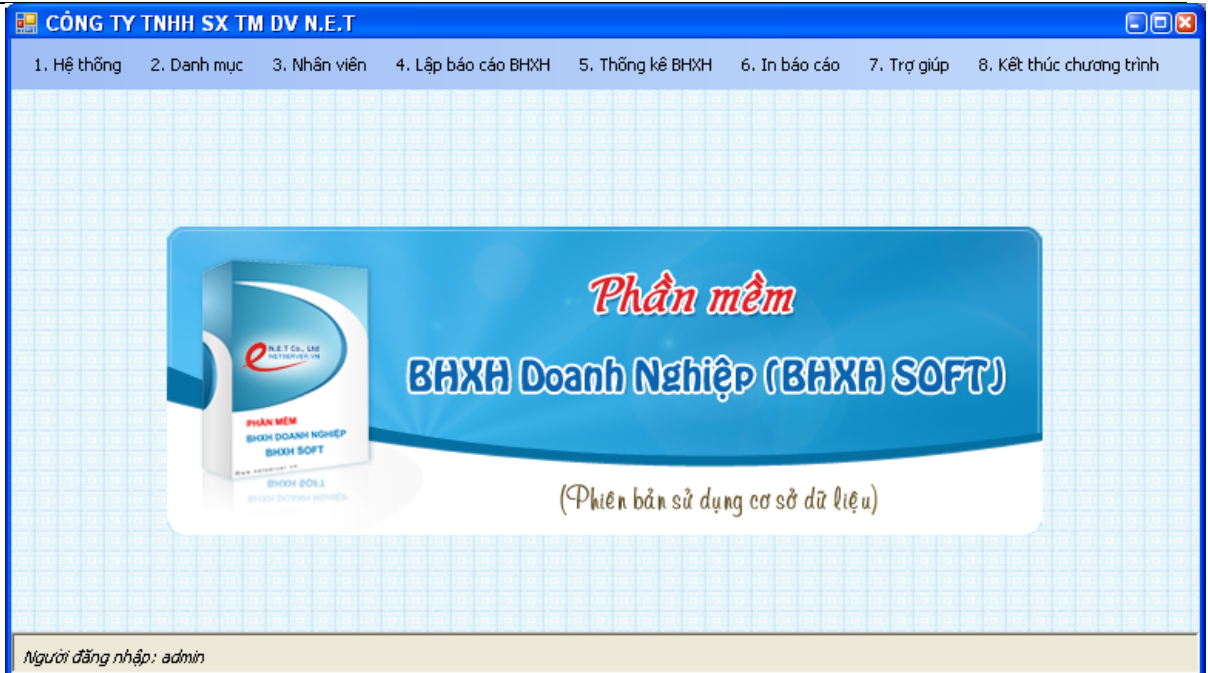 CÔNG TY TNHH SX TM DV N.E.T
1. Hệ thống 2. Danh mục 3. Nhân viên 4. Lập báo cáo BHXH 5. Thống kê BHXH 6. In báo cáo 7. Trợ giúp 8. Kết thúc chương trình
Phần mềm
BHXH Doanh Nghiệp (BHXH SOFT)
N.E.T Co., Ltd
NETSERVER.VN
PHẦN MỀM
BHXH DOANH NGHIỆP
BHXH SOFT
www.netserver.vn
(Phiên bản sử dụng cơ sở dữ liệu)
Người đăng nhập: admin